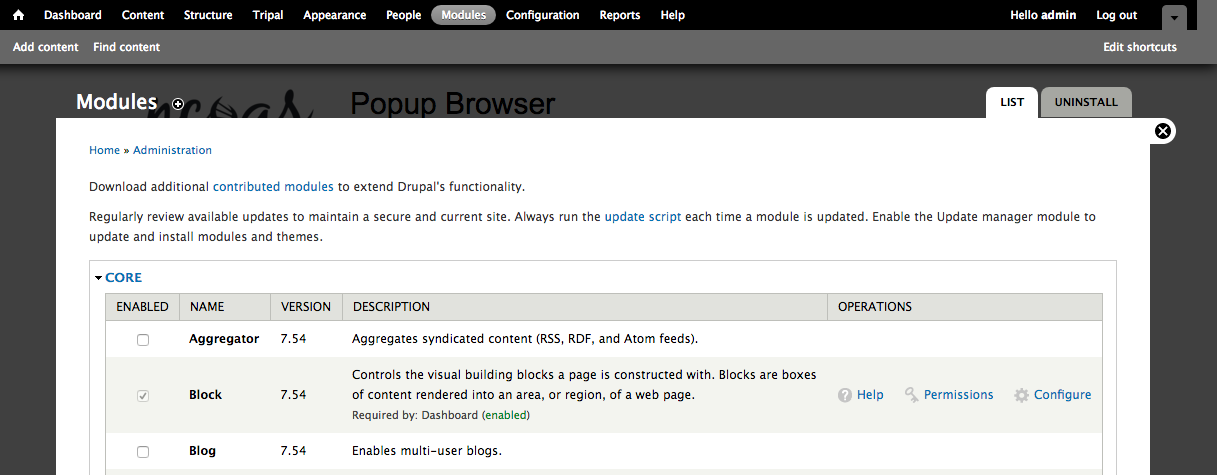 Dashboard Content Structure Tripal Appearance People Modules Configuration Reports Help Hello admin Log out
Add content Find content Edit shortcuts
Modules Popup Browser LIST UNINSTALL
Home » Administration
Download additional contributed modules to extend Drupal's functionality.
Regularly review available updates to maintain a secure and current site. Always run the update script each time a module is updated. Enable the Update manager module to
update and install modules and themes.
CORE
ENABLED NAME VERSION DESCRIPTION OPERATIONS
Aggregator 7.54 Aggregates syndicated content (RSS, RDF, and Atom feeds).
Controls the visual building blocks a page is constructed with. Blocks are boxes
Block 7.54 of content rendered into an area, or region, of a web page. Help Permissions Configure
Required by: Dashboard (enabled)
Blog 7.54 Enables multi-user blogs.